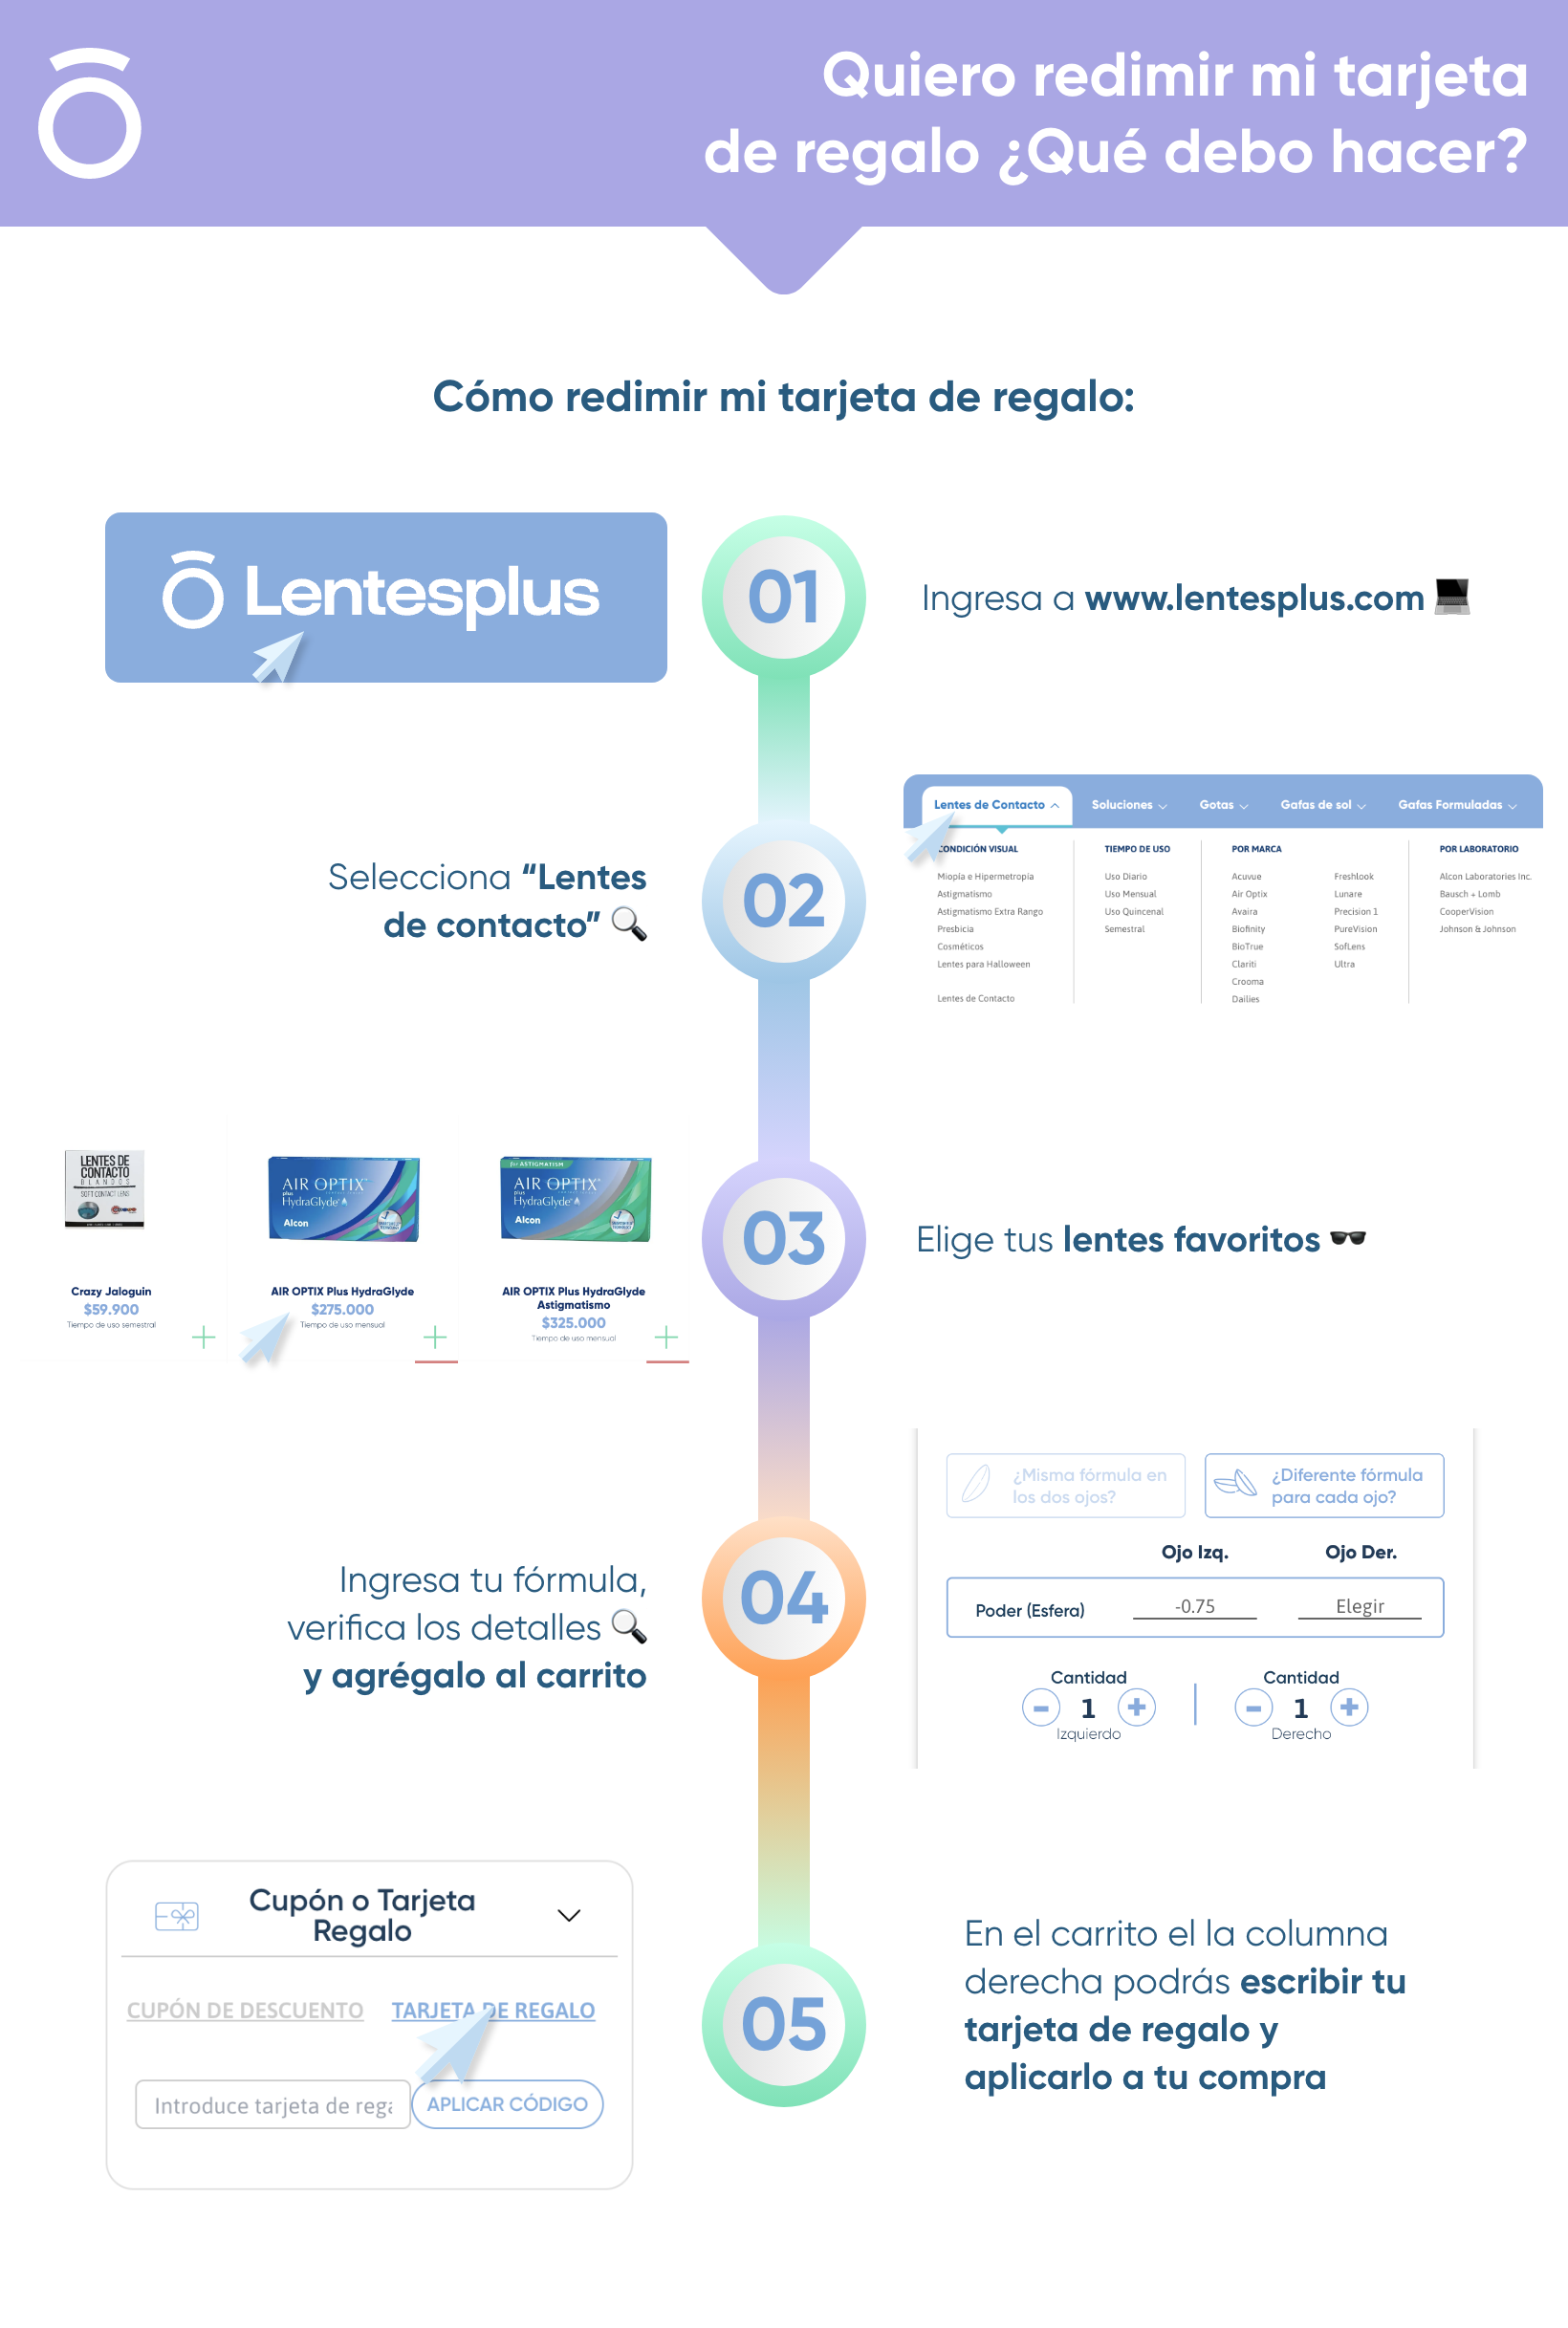 Quiero redimir mi tarjeta
de regalo ¿Qué debo hacer?
Cómo redimir mi tarjeta de regalo:
Lentesplus
01
Ingresa a www.lentesplus.com
Selecciona “Lentes
de contacto”
02
Lentes de Contacto
Soluciones
Gotas
Gafas de sol
Gafas Formuladas
CONDICIÓN VISUAL
Miopía e Hipermetropía
Astigmatismo
Astigmatismo Extra Rango
Presbicia
Cosméticos
Lentes para Halloween
Lentes de Contacto
TIEMPO DE USO
Uso Diario
Uso Mensual
Uso Quincenal
Semestral
POR MARCA
Acuvue
Air Optix
Avaira
Biofinity
BioTrue
Clariti
Crooma
Dailies
Freshlook
Lunare
Precision 1
PureVision
SofLens
Ultra
POR LABORATORIO
Alcon Laboratories Inc.
Bausch + Lomb
CooperVision
Johnson & Johnson
LENTES DE
CONTACTO
BLANDOS
SOFT CONTACT LENS
Crazy Jaloguin
$59.900
Tiempo de uso semestral
AIR OPTIX
plus
HydraGlyde
Alcon
AIR OPTIX Plus HydraGlyde
$275.000
Tiempo de uso mensual
for ASTIGMATISM
AIR OPTIX
plus
HydraGlyde
Alcon
AIR OPTIX Plus HydraGlyde
Astigmatismo
$325.000
Tiempo de uso mensual
03
Elige tus lentes favoritos
Ingresa tu fórmula,
verifica los detalles
y agrégalo al carrito
04
¿Misma fórmula en
los dos ojos?
¿Diferente fórmula
para cada ojo?
Ojo Izq.
Ojo Der.
Poder (Esfera)
-0.75
Elegir
Cantidad
- 1 +
Izquierdo
Cantidad
- 1 +
Derecho
Cupón o Tarjeta
Regalo
CUPÓN DE DESCUENTO
TARJETA DE REGALO
Introduce tarjeta de rega
APLICAR CÓDIGO
05
En el carrito el la columna
derecha podrás escribir tu
tarjeta de regalo y
aplicarlo a tu compra